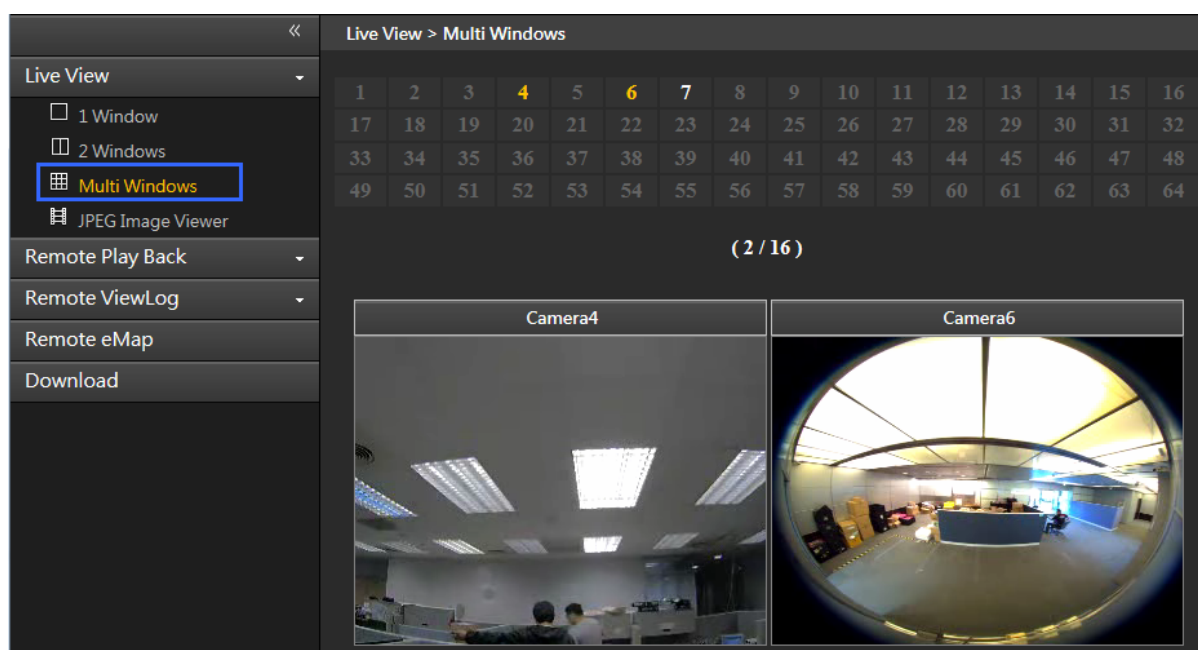 «
Live View > Multi Windows
Live View
1 Window
2 Windows
Multi Windows
JPEG Image Viewer
Remote Play Back
Remote ViewLog
Remote eMap
Download
1 2 3 4 5 6 7 8 9 10 11 12 13 14 15 16
17 18 19 20 21 22 23 24 25 26 27 28 29 30 31 32
33 34 35 36 37 38 39 40 41 42 43 44 45 46 47 48
49 50 51 52 53 54 55 56 57 58 59 60 61 62 63 64
( 2 / 16 )
Camera4 Camera6